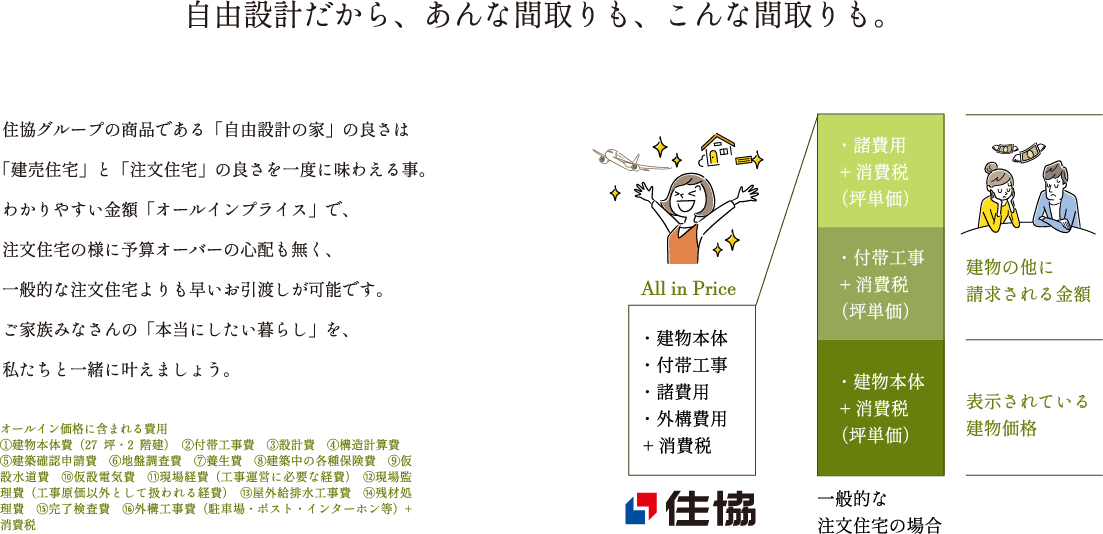 自由設計だから、あんな間取りも、こんな間取りも。
住協グループの商品である「自由設計の家」の良さは
「建売住宅」と「注文住宅」の良さを一度に味わえる事。
わかりやすい金額「オールインプライス」で、
注文住宅の様に予算オーバーの心配も無く、
一般的な注文住宅よりも早いお引渡しが可能です。
ご家族みなさんの「本当にしたい暮らし」を、
私たちと一緒に叶えましょう。
オールイン価格に含まれる費用
①建物本体費（27 坪・2 階建） ②付帯工事費 ③設計費 ④構造計算費
⑤建築確認申請費 ⑥地盤調査費 ⑦養生費 ⑧建築中の各種保険費 ⑨仮
設水道費 ⑩仮設電気費 ⑪現場経費（工事運営に必要な経費） ⑫現場監
理費（工事原価以外として扱われる経費） ⑬屋外給排水工事費 ⑭残材処
理費 ⑮完了検査費 ⑯外構工事費（駐車場・ポスト・インターホン等）+
消費税
All in Price
・建物本体
・付帯工事
・諸費用
・外構費用
+ 消費税
住協
・諸費用
+ 消費税
（坪単価）
・付帯工事
+ 消費税
（坪単価）
・建物本体
+ 消費税
（坪単価）
一般的な
注文住宅の場合
建物の他に
請求される金額
表示されている
建物価格